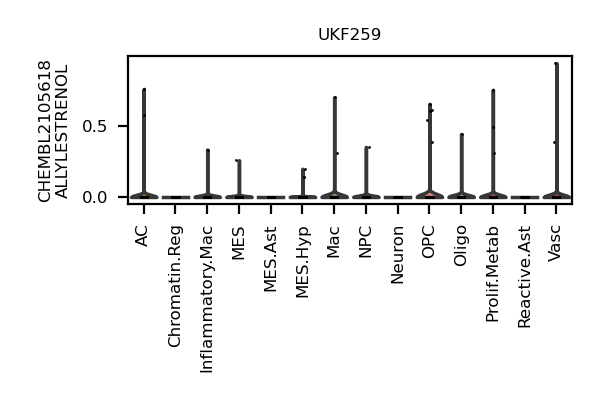 UKF259
CHEMBL2105618
ALLYLESTRENOL
0.5
0.0
AC
Chromatin.Reg
Inflammatory.Mac
MES
MES.Ast
MES.Hyp
Mac
NPC
Neuron
OPC
Oligo
Prolif.Metab
Reactive.Ast
Vasc